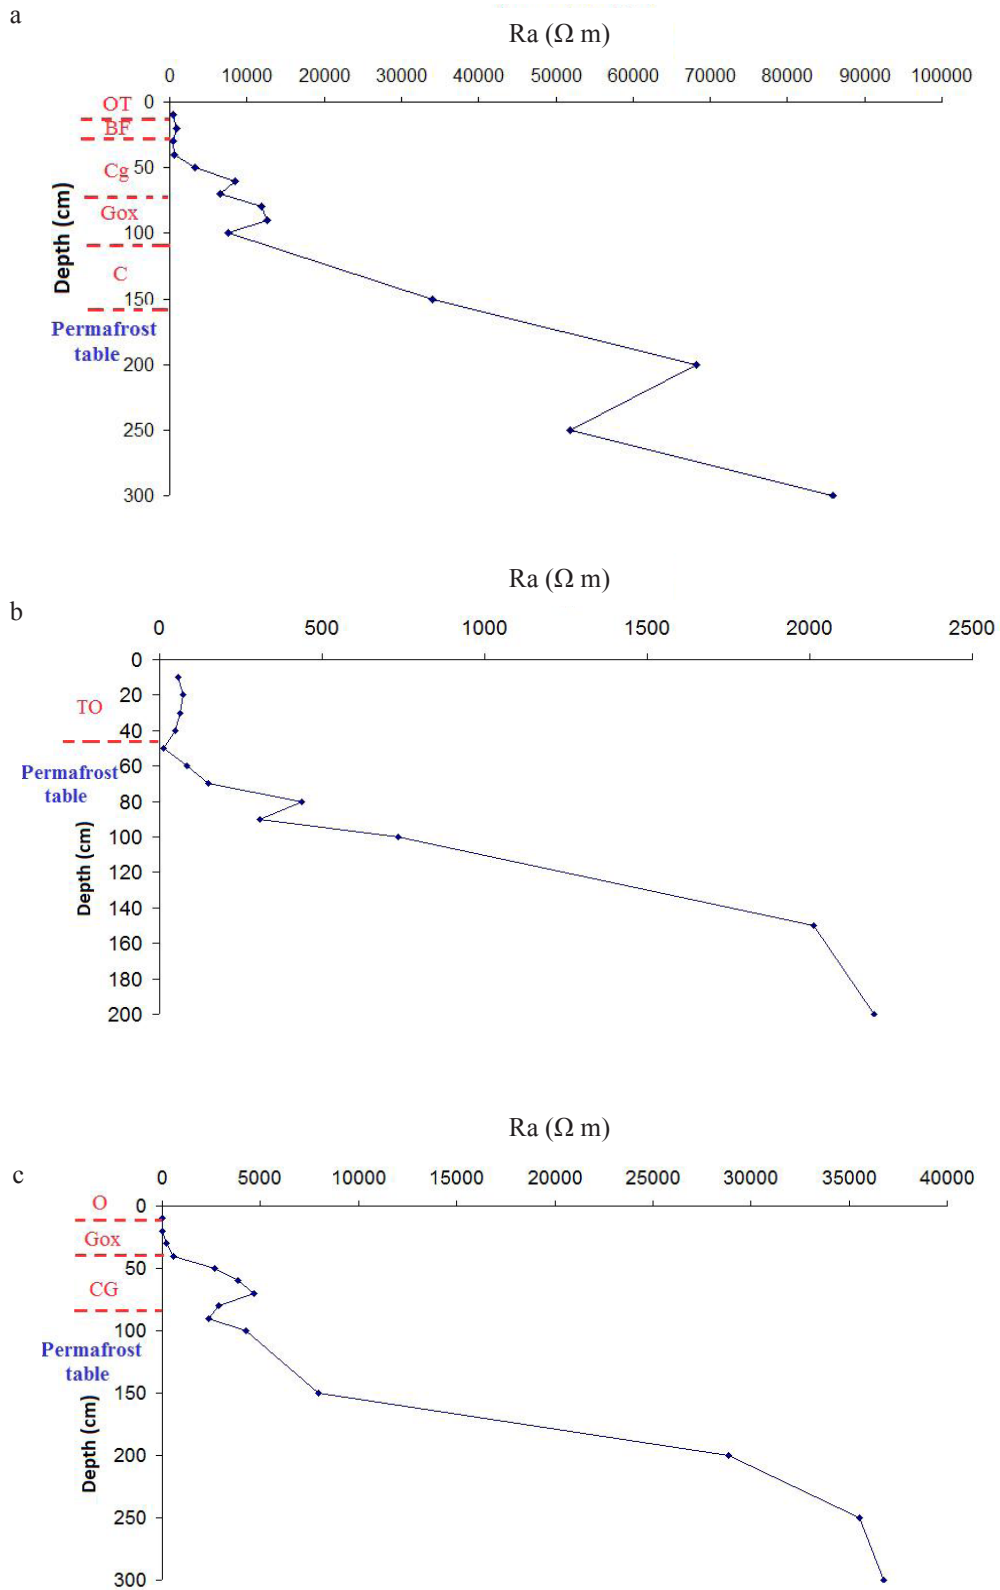 a
Ra (Ω m)
0 10000 20000 30000 40000 50000 60000 70000 80000 90000 100000
0
OT
BF
50
Cg
Gox
100
C
150
Permafrost
table
200
250
300
Depth (cm)
Ra (Ω m)
b
0 500 1000 1500 2000 2500
0
20
TO
40
60
Permafrost
table
80
100
120
140
160
180
200
Depth (cm)
Ra (Ω m)
c
0 5000 10000 15000 20000 25000 30000 35000 40000
O
0
Gox
50
CG
100
Permafrost
table
150
200
250
300
Depth (cm)